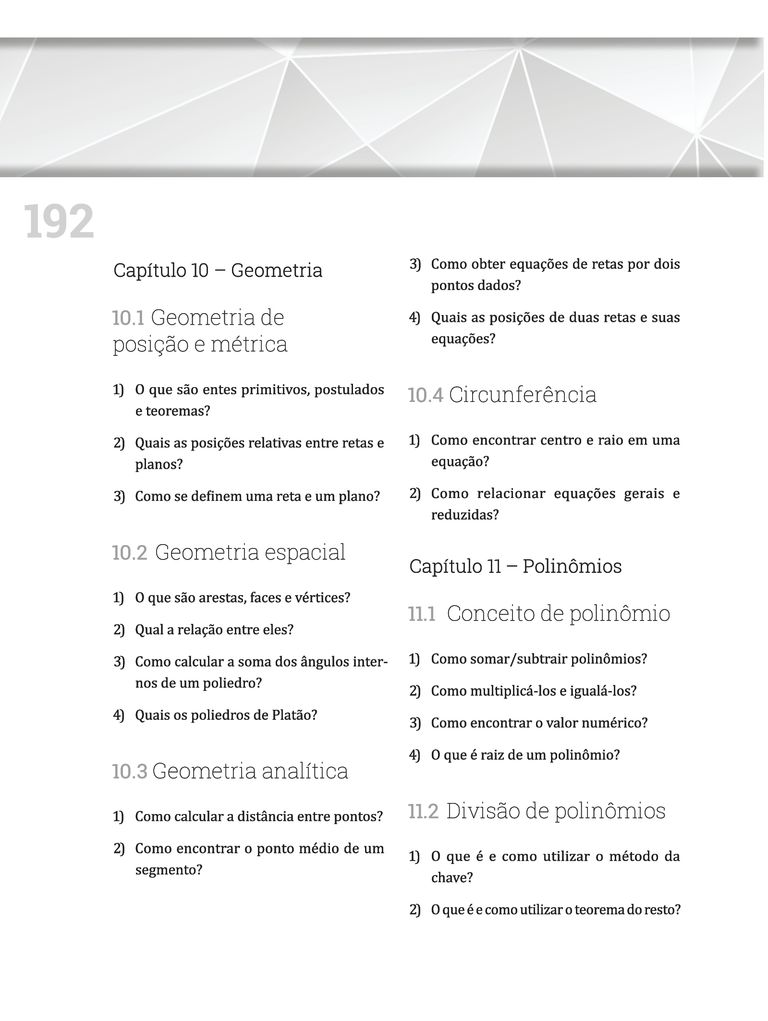 192
Capítulo 10 – Geometria
10.1 Geometria de
posição e métrica
1) O que são entes primitivos, postulados
e teoremas?
2) Quais as posições relativas entre retas e
planos?
3) Como se definem uma reta e um plano?
10.2 Geometria espacial
1) O que são arestas, faces e vértices?
2) Qual a relação entre eles?
3) Como calcular a soma dos ângulos inter-
nos de um poliedro?
4) Quais os poliedros de Platão?
10.3 Geometria analítica
1) Como calcular a distância entre pontos?
2) Como encontrar o ponto médio de um
segmento?
3) Como obter equações de retas por dois
pontos dados?
4) Quais as posições de duas retas e suas
equações?
10.4 Circunferência
1) Como encontrar centro e raio em uma
equação?
2) Como relacionar equações gerais e
reduzidas?
Capítulo 11 – Polinômios
11.1 Conceito de polinômio
1) Como somar/subtrair polinômios?
2) Como multiplicá-los e igualá-los?
3) Como encontrar o valor numérico?
4) O que é raiz de um polinômio?
11.2 Divisão de polinômios
1) O que é e como utilizar o método da
chave?
2) O que é e como utilizar o teorema do resto?